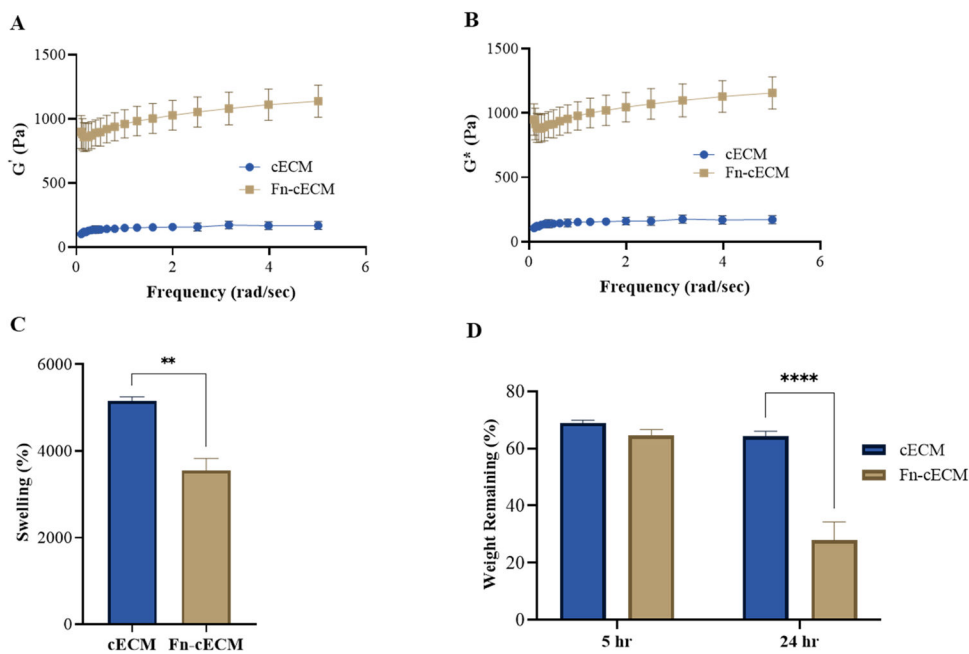 A
1500
1000
500
0
G' (Pa)
cECM
Fn-cECM
0 2 4 6
Frequency (rad/sec)
B
1500
1000
500
0
G* (Pa)
cECM
Fn-cECM
0 2 4 6
Frequency (rad/sec)
C
6000
4000
2000
0
Swelling (%)
**
cECM Fn-cECM
D
80
60
40
20
0
Weight Remaining (%)
****
cECM
Fn-cECM
5 hr 24 hr